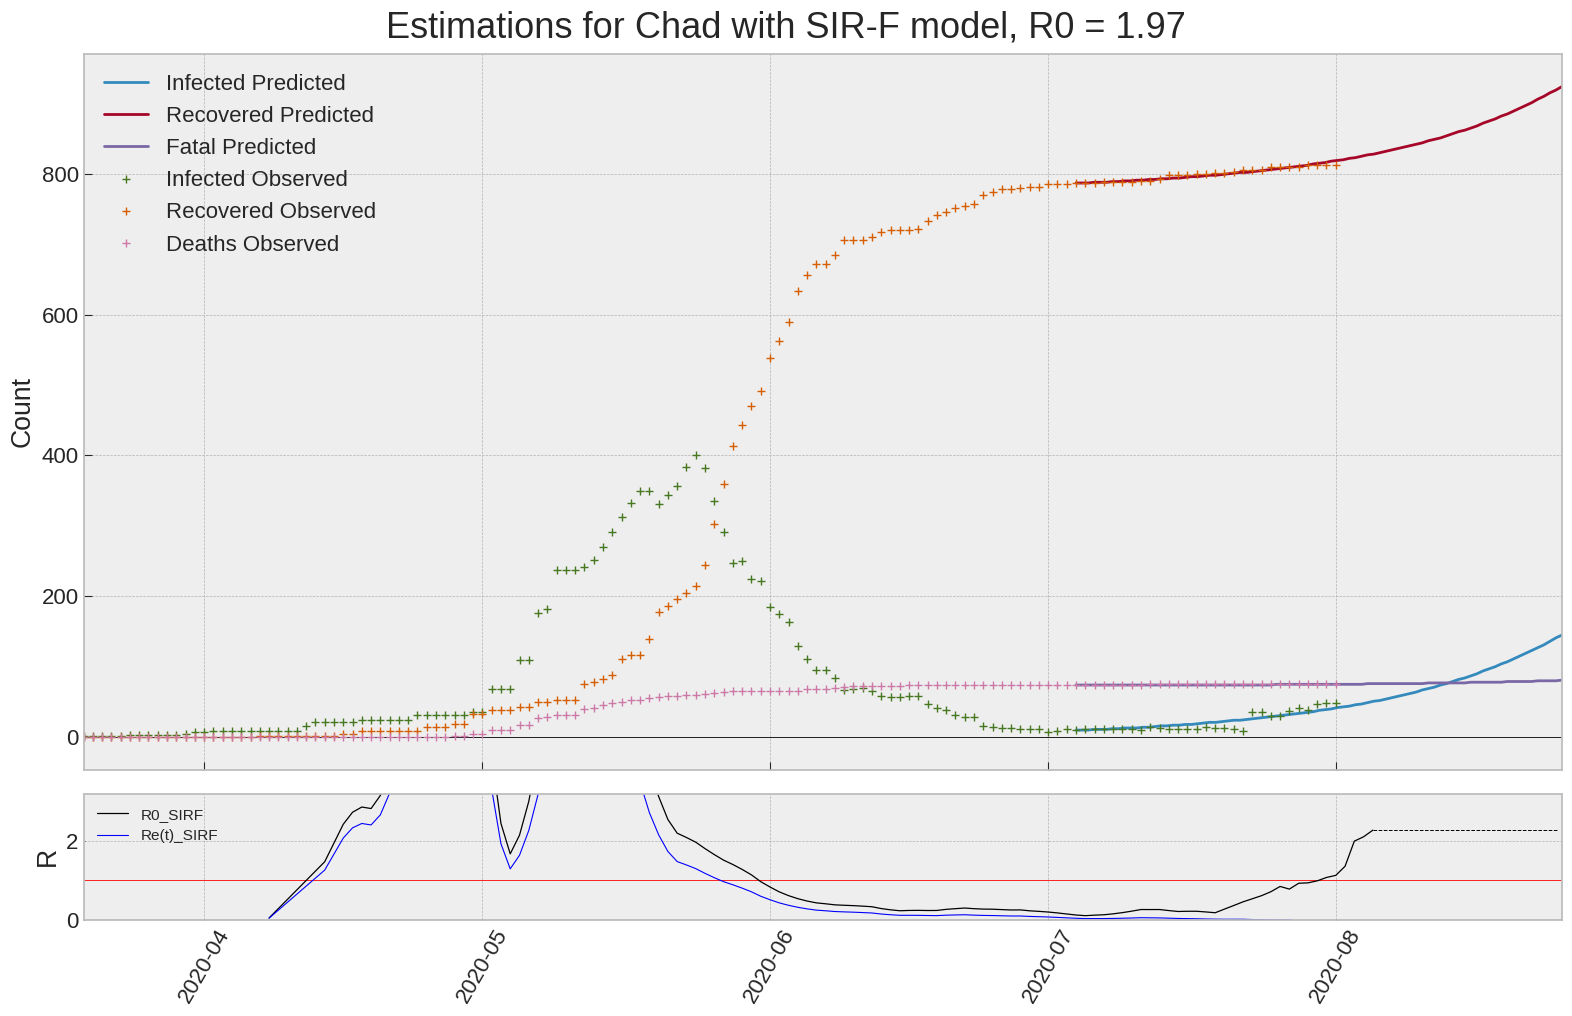 Estimations for Chad with SIR-F model, R0 = 1.97
Infected Predicted
Recovered Predicted
Fatal Predicted
Infected Observed
Recovered Observed
Deaths Observed
800
600
400
200
0
Count
R0_SIRF
Re(t)_SIRF
2
0
R
2020-04
2020-05
2020-06
2020-07
2020-08